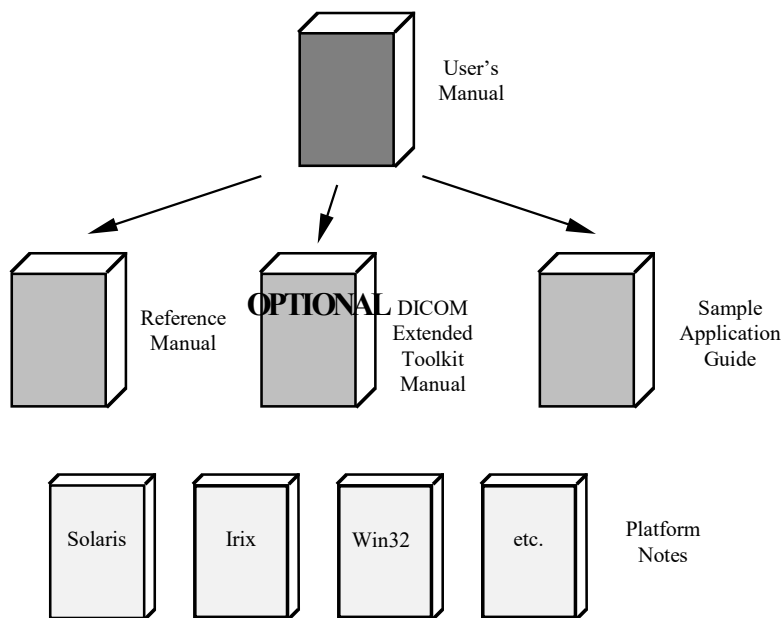 User’s
Manual
OPTIONAL
Reference
Manual
DICOM
Extended
Toolkit
Manual
Sample
Application
Guide
Solaris
Irix
Win32
etc.
Platform
Notes